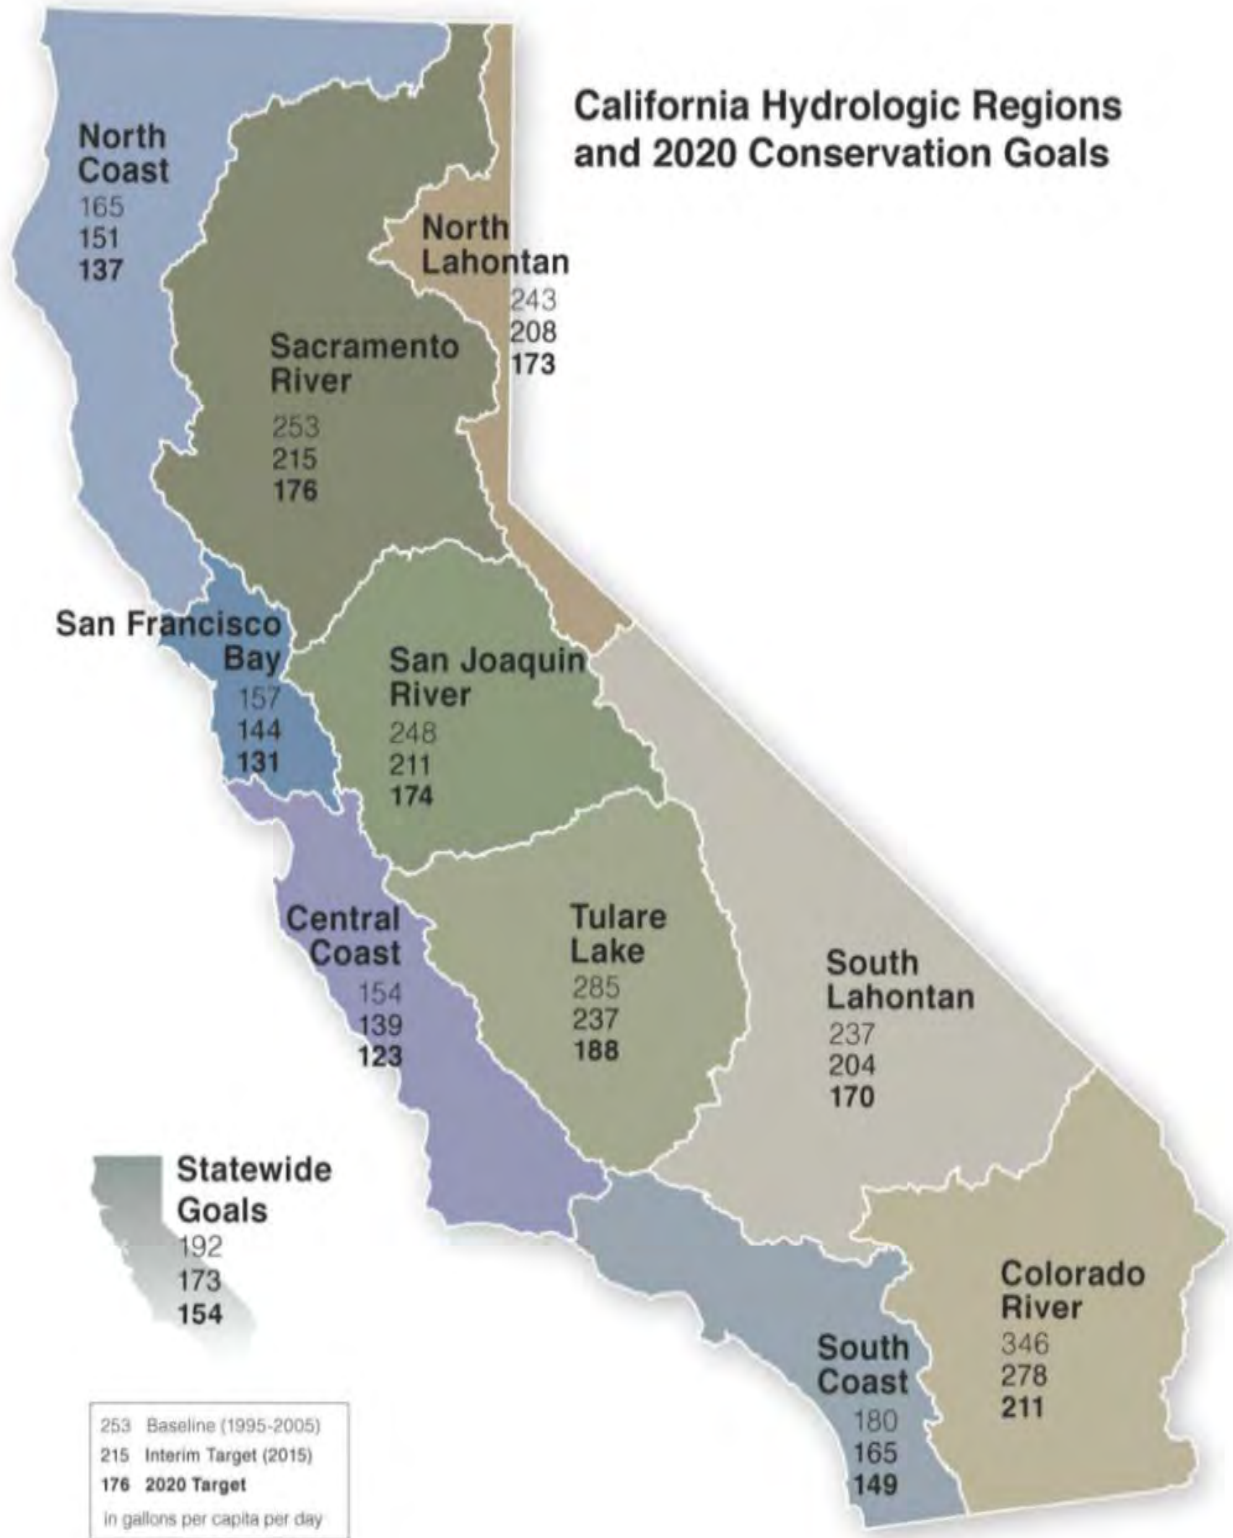 California Hydrologic Regions
and 2020 Conservation Goals
North
Coast
165
151
137
North
Lahontan
243
208
173
Sacramento
River
253
215
176
San Francisco
Bay
157
144
131
San Joaquin
River
248
211
174
Central
Coast
154
139
123
Tulare
Lake
285
237
188
South
Lahontan
237
204
170
Statewide
Goals
192
173
154
Colorado
River
346
278
211
South
Coast
180
165
149
253 Baseline (1995-2005)
215 Interim Target (2015)
176 2020 Target
in gallons per capita per day